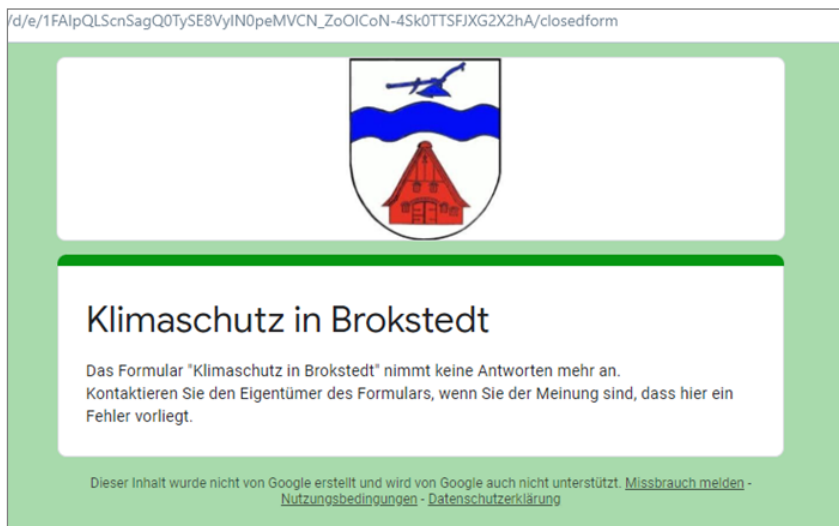 /d/e/1FAIpQLScnSagQ0TySE8VyIN0peMVCN_ZoOICoN-4Sk0TTSFJXG2X2hA/closedform
Klimaschutz in Brokstedt
Das Formular "Klimaschutz in Brokstedt" nimmt keine Antworten mehr an.
Kontaktieren Sie den Eigentümer des Formulars, wenn Sie der Meinung sind, dass hier ein
Fehler vorliegt.
Dieser Inhalt wurde nicht von Google erstellt und wird von Google auch nicht unterstützt. Missbrauch melden -
Nutzungsbedingungen - Datenschutzerklärung